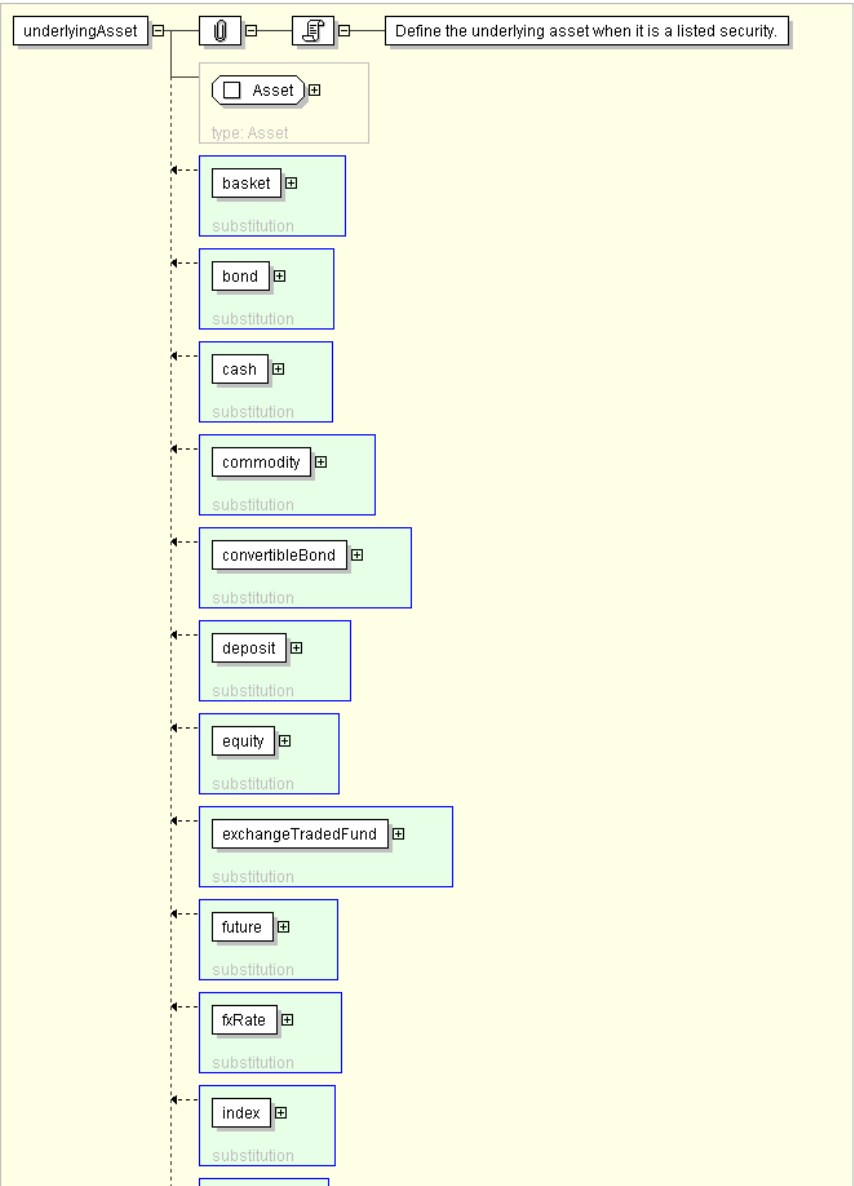 underlyingAsset
Define the underlying asset when it is a listed security.
Asset
type: Asset
basket
substitution
bond
substitution
cash
substitution
commodity
substitution
convertibleBond
substitution
deposit
substitution
equity
substitution
exchangeTradedFund
substitution
future
substitution
fxRate
substitution
index
substitution